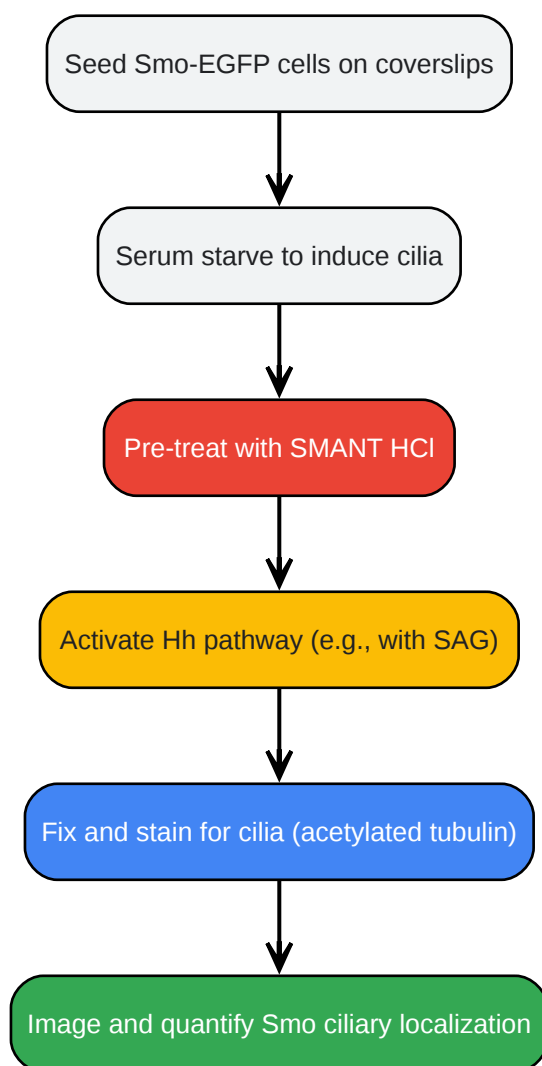 Seed Smo-EGFP cells on coverslips
Serum starve to induce cilia
Pre-treat with SMANT HCl
Activate Hh pathway (e.g., with SAG)
Fix and stain for cilia (acetylated tubulin)
Image and quantify Smo ciliary localization